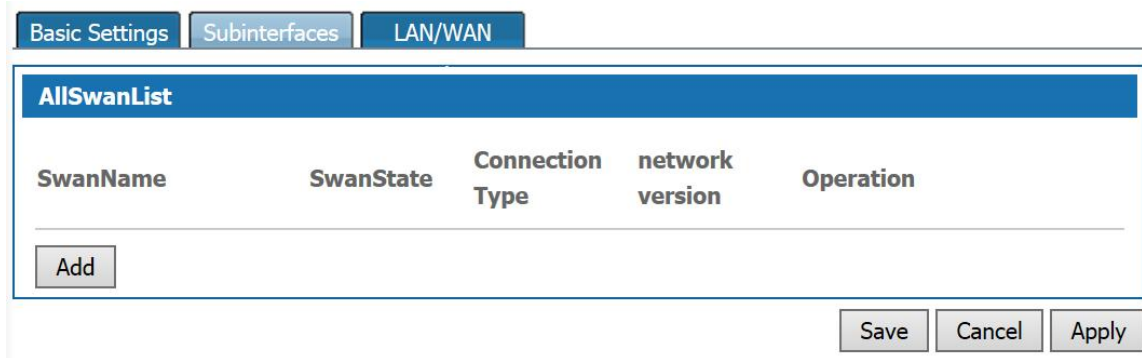 Basic Settings Subinterfaces LAN/WAN
AllSwanList
SwanName SwanState Connection Type network version Operation
Add
Save Cancel Apply